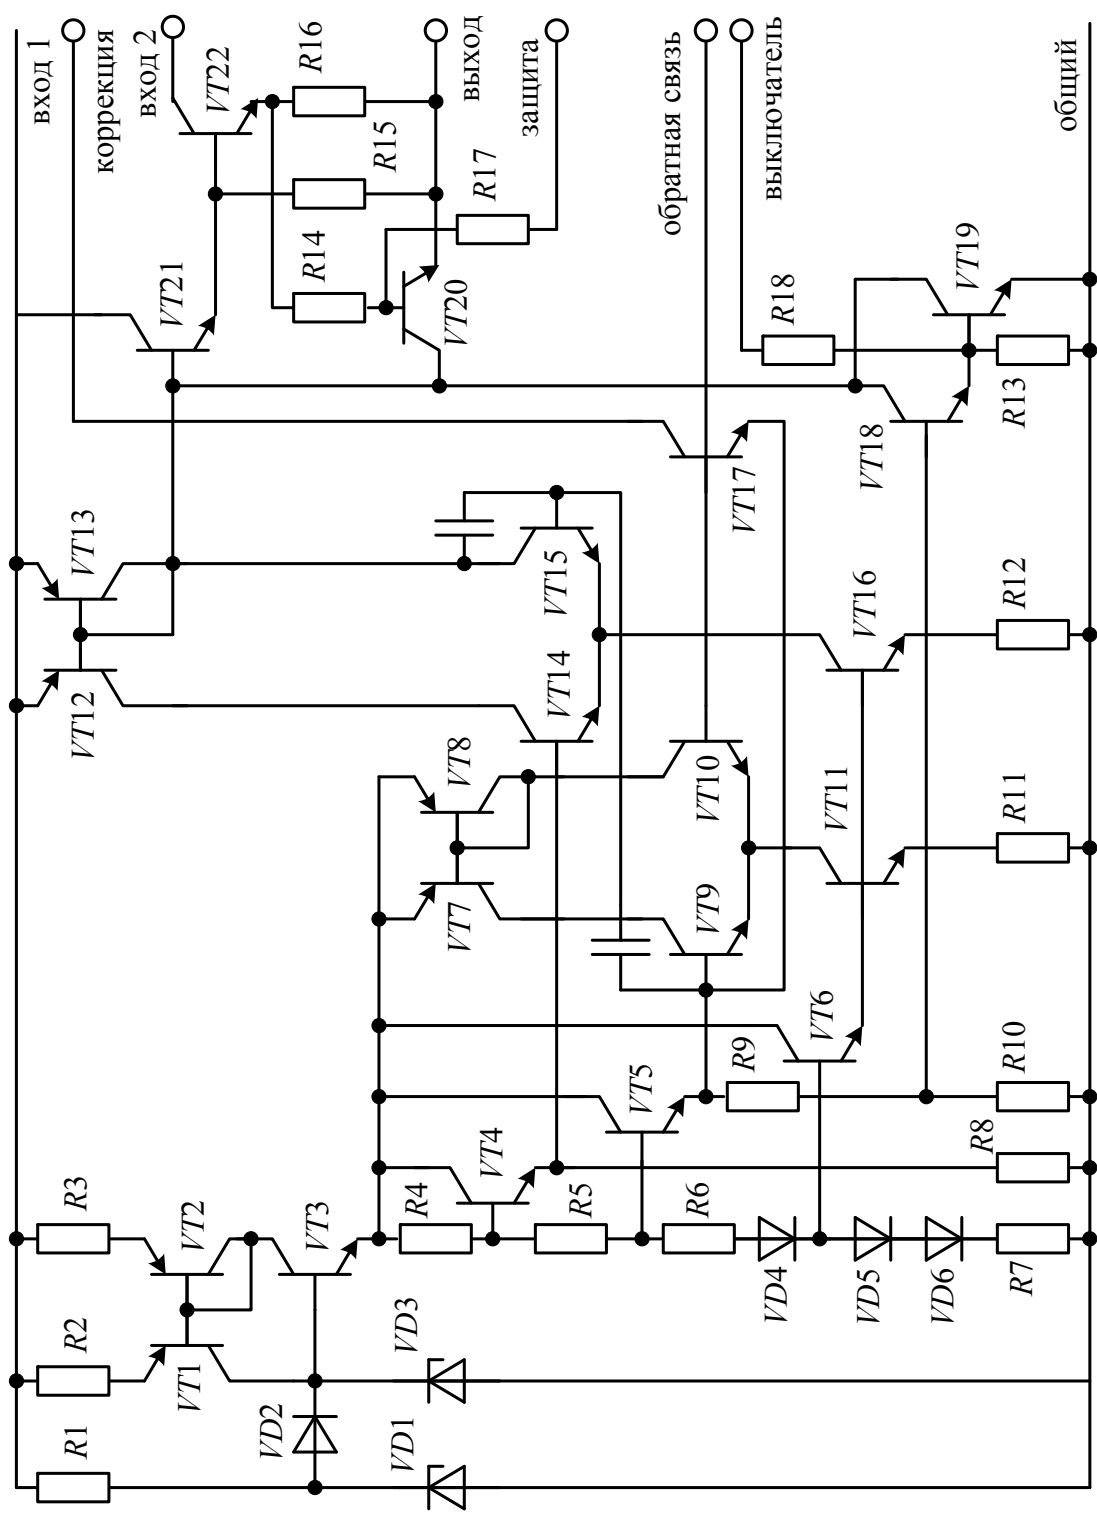 R1
R2
R3
VT1
VT2
VD2
VT3
VD1
VD3
R4
VT4
R5
VT5
R6
R9
VT6
VD4
VD5
VD6
R7
R8
R10
VT7
VT8
VT9
VT10
VT11
R11
VT12
VT13
VT14
VT15
VT16
R12
VT17
VT18
R13
R18
VT19
VT21
VT22
R14
R15
R16
VT20
R17
вход 1
коррекция
вход 2
выход
защита
обратная связь
выключатель
общий